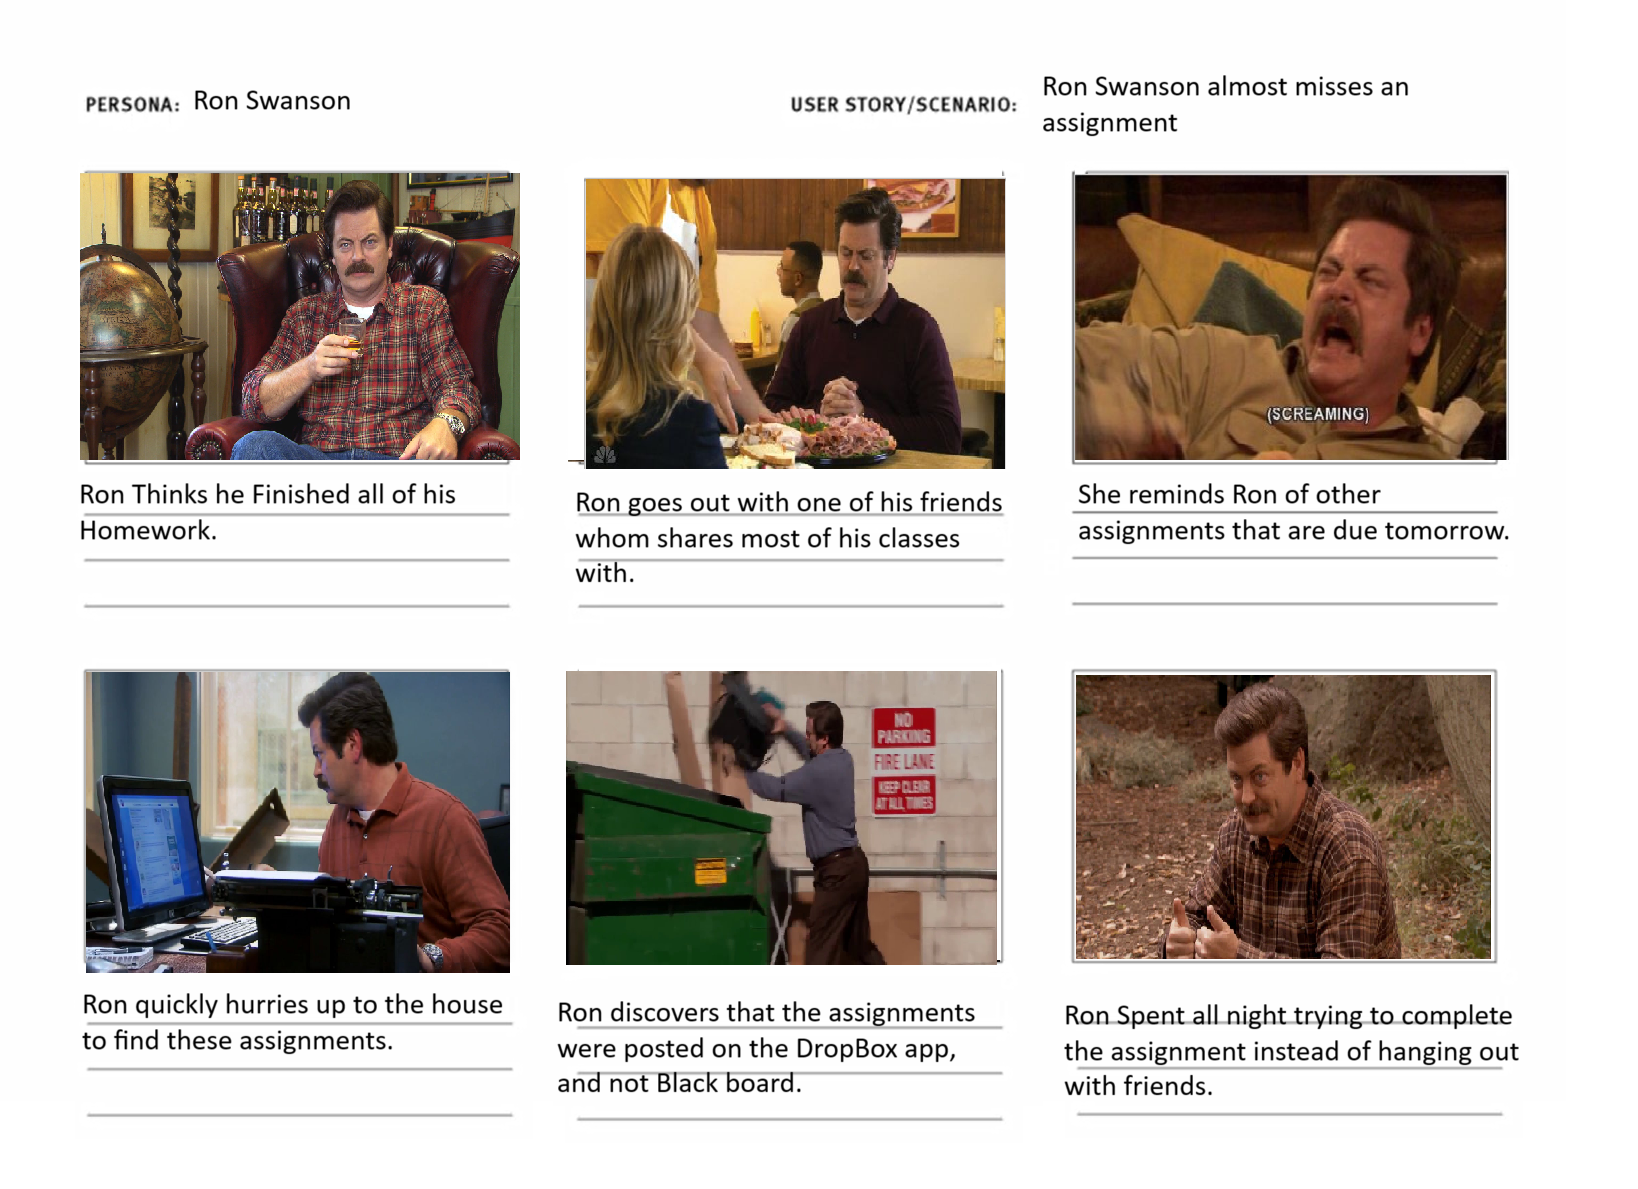 PERSONA: Ron Swanson
USER STORY/SCENARIO: Ron Swanson almost misses an
assignment
(SCREAMING)
Ron Thinks he Finished all of his
Homework.
Ron goes out with one of his friends
whom shares most of his classes
with.
She reminds Ron of other
assignments that are due tomorrow.
NO
PARKING
FIRE LANE
KEEP CLEAR
AT ALL TIMES
Ron quickly hurries up to the house
to find these assignments.
Ron discovers that the assignments
were posted on the DropBox app,
and not Black board.
Ron Spent all night trying to complete
the assignment instead of hanging out
with friends.